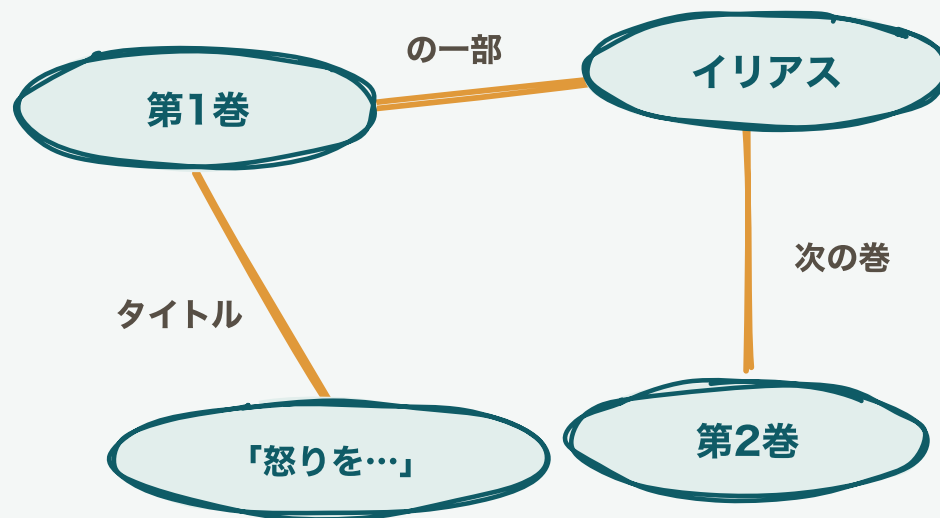 の一部
イリアス
第1巻
次の巻
タイトル
「怒りを…」
第2巻